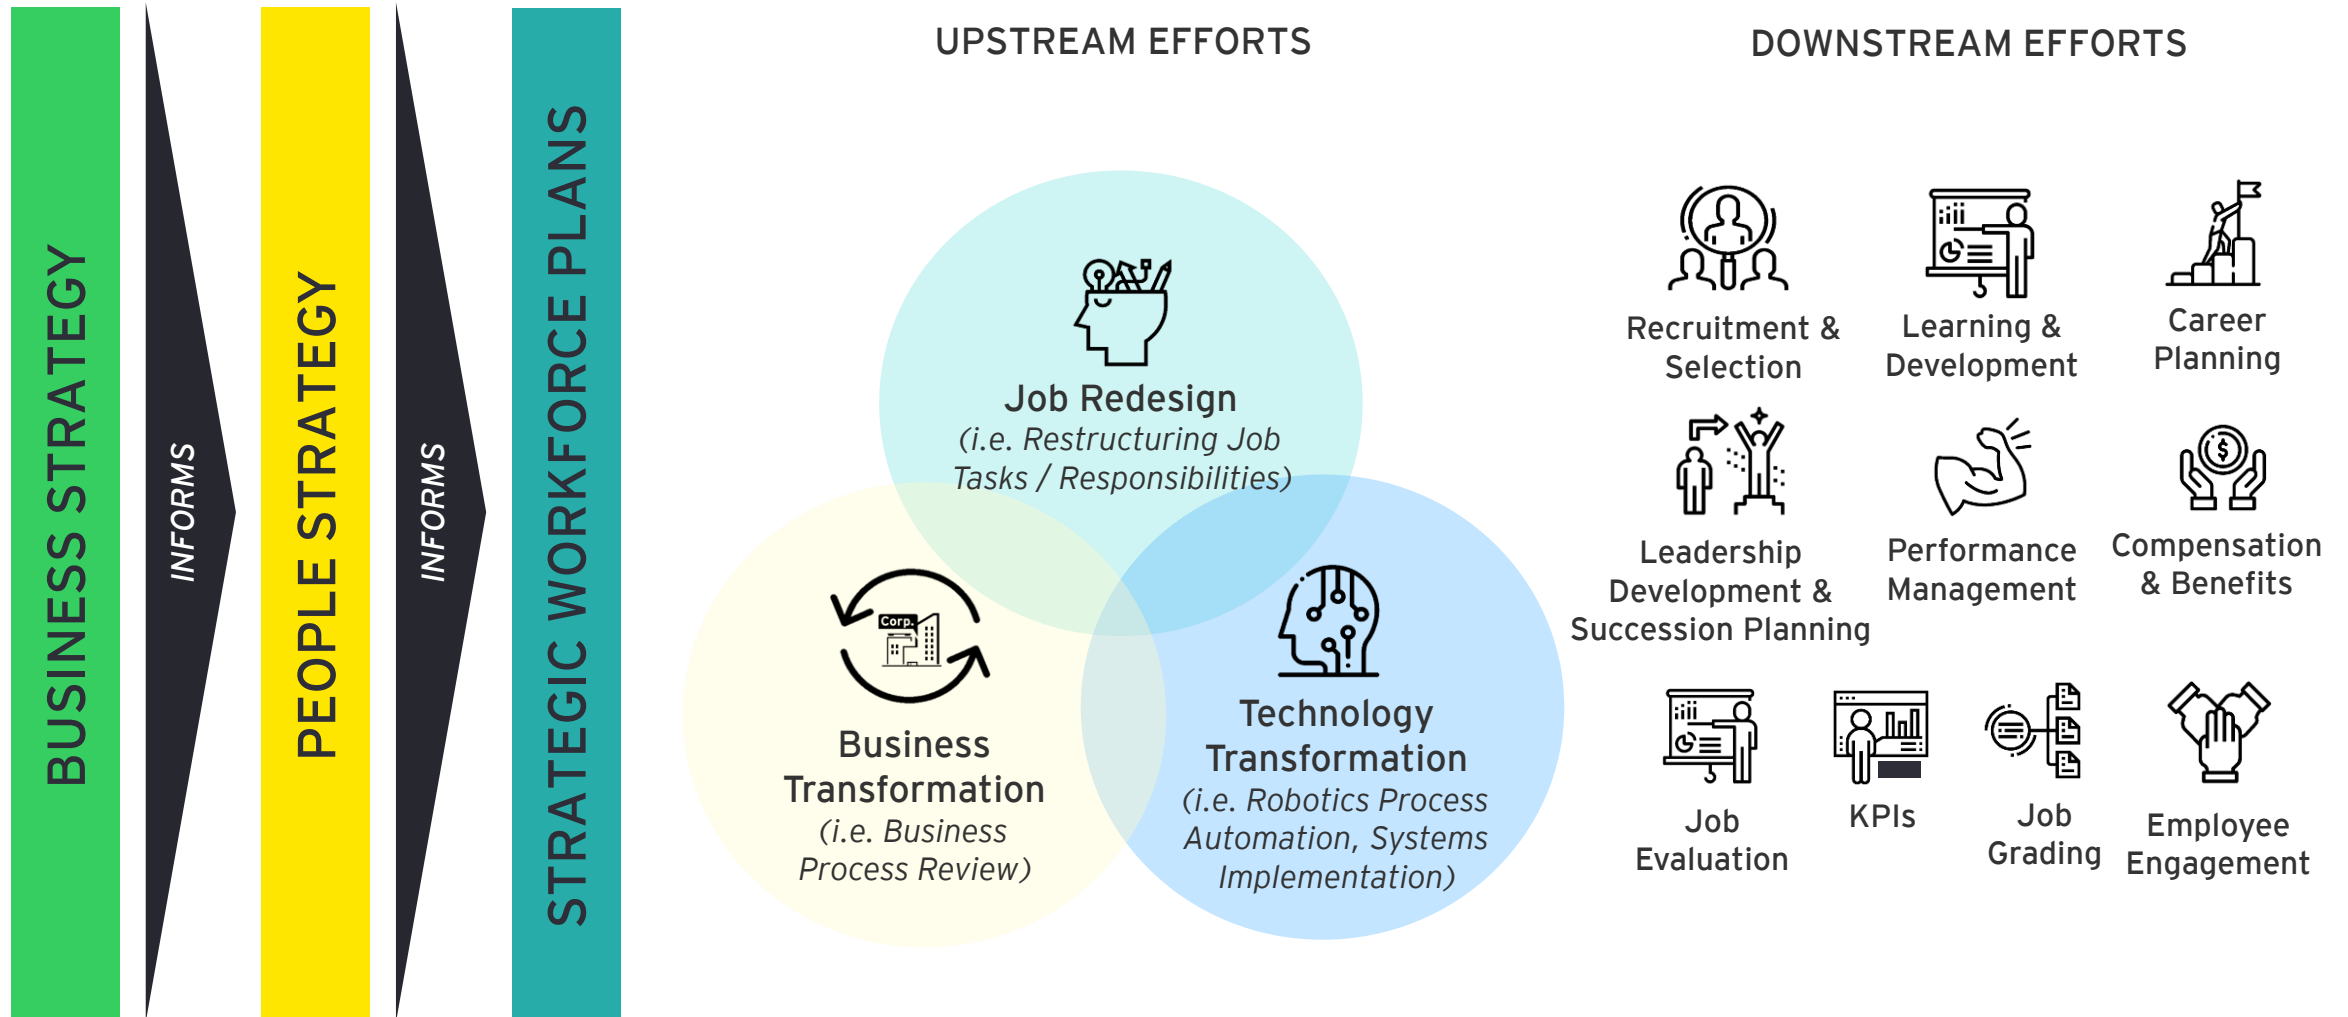 BUSINESS STRATEGY
INFORMS
PEOPLE STRATEGY
INFORMS
STRATEGIC WORKFORCE PLANS
UPSTREAM EFFORTS
Job Redesign
(i.e. Restructuring Job
Tasks / Responsibilities)
Corp.
Business
Transformation
(i.e. Business
Process Review)
Technology
Transformation
(i.e. Robotics Process
Automation, Systems
Implementation)
DOWNSTREAM EFFORTS
Recruitment &
Selection
Learning &
Development
Career
Planning
Leadership
Development &
Succession Planning
Performance
Management
$
Compensation
& Benefits
Job
Evaluation
KPIs
Job
Grading
Employee
Engagement